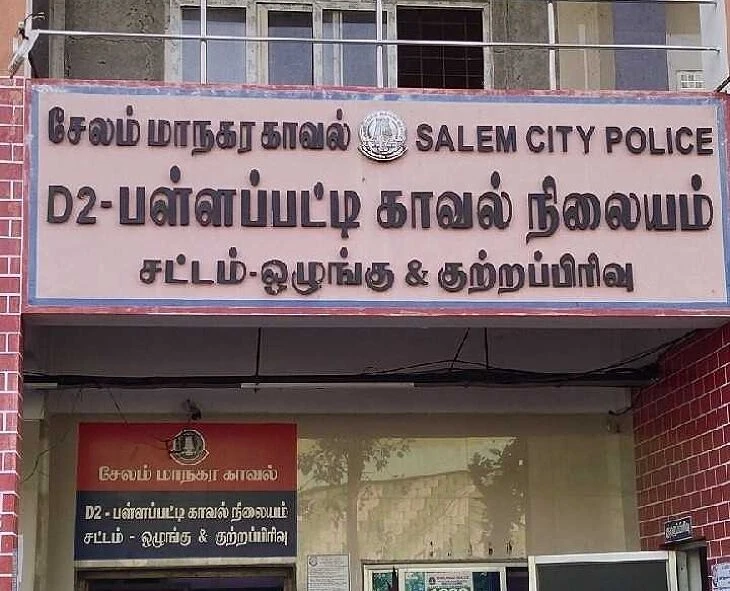 சேலம் மாநகர காவல் SALEM CITY POLICE
D2-பள்ளப்பட்டி காவல் நிலையம்
சட்டம்-ஒழுங்கு & குற்றப்பிரிவு
சேலம் மாநகர காவல்
D2 - பள்ளப்பட்டி காவல் நிலையம்
சட்டம் - ஒழுங்கு & குற்றப்பிரிவு